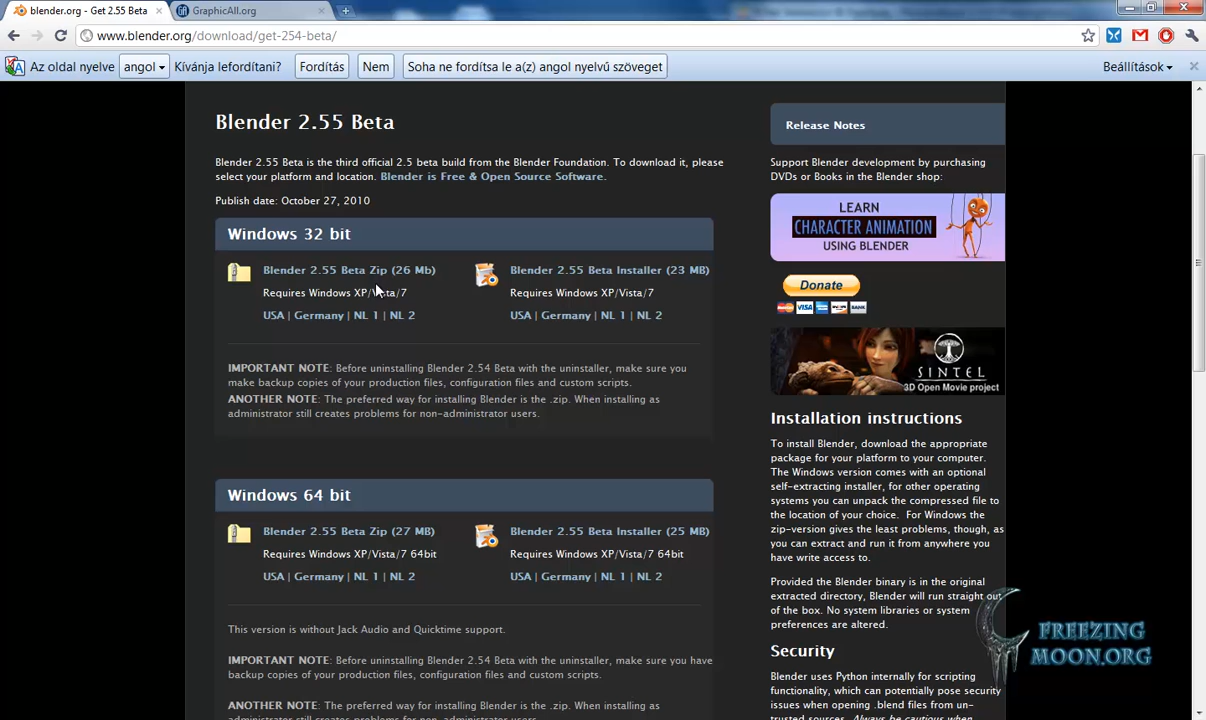 blender.org - Get 2.55 Beta
GraphicAll.org
www.blender.org/download/get-254-beta/
Az oldal nyelve angol Kívánja lefordítani? Fordítás Nem Soha ne fordítsa le a(z) angol nyelvű szöveget Beállítások
Blender 2.55 Beta
Blender 2.55 Beta is the third official 2.5 beta build from the Blender Foundation. To download it, please
select your platform and location. Blender is Free & Open Source Software.
Publish date: October 27, 2010
Windows 32 bit
Blender 2.55 Beta Zip (26 Mb)
Requires Windows XP/Vista/7
USA | Germany | NL 1 | NL 2
Blender 2.55 Beta Installer (23 MB)
Requires Windows XP/Vista/7
USA | Germany | NL 1 | NL 2
IMPORTANT NOTE: Before uninstalling Blender 2.54 Beta with the uninstaller, make sure you
make backup copies of your production files, configuration files and custom scripts.
ANOTHER NOTE: The preferred way for installing Blender is the .zip. When installing as
administrator still creates problems for non-administrator users.
Windows 64 bit
Blender 2.55 Beta Zip (27 MB)
Requires Windows XP/Vista/7 64bit
USA | Germany | NL 1 | NL 2
Blender 2.55 Beta Installer (25 MB)
Requires Windows XP/Vista/7 64bit
USA | Germany | NL 1 | NL 2
This version is without Jack Audio and Quicktime support.
IMPORTANT NOTE: Before uninstalling Blender 2.54 Beta with the uninstaller, make sure you have
backup copies of your production files, configuration files and custom scripts.
ANOTHER NOTE: The preferred way for installing Blender is the .zip. When installing as
administrator still creates problems for non-administrator users.
Release Notes
Support Blender development by purchasing
DVDs or Books in the Blender shop:
LEARN
CHARACTER ANIMATION
USING BLENDER
Donate
VISA
BANK
SINTEL
3D Open Movie project
Installation instructions
To install Blender, download the appropriate
package for your platform to your computer.
The Windows version comes with an optional
self-extracting installer, for other operating
systems you can unpack the compressed file to
the location of your choice. For Windows the
zip-version gives the least problems, though, as
you can extract and run it from anywhere you
have write access to.
Provided the Blender binary is in the original
extracted directory, Blender will run straight out
of the box. No system libraries or system
preferences are altered.
Security
Blender uses Python internally for scripting
functionality, which can potentially pose security
issues when opening .blend files from un-
trusted sources. Always be cautious when
FREEZING
MOON.ORG